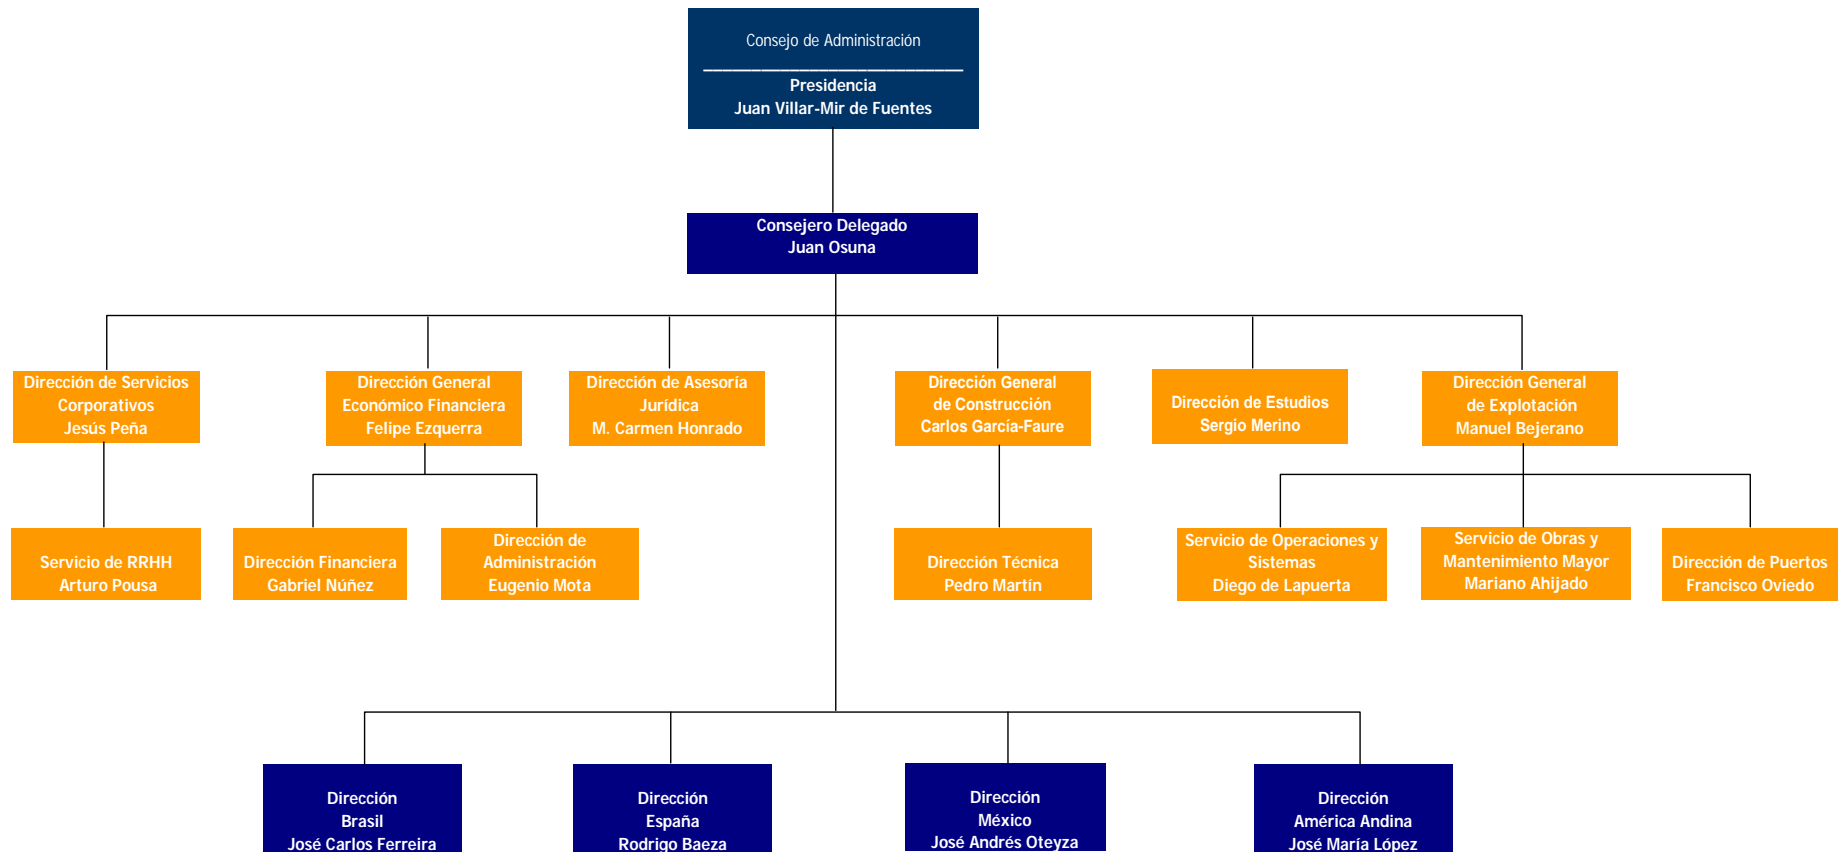 Consejo de Administración
Presidencia
Juan Villar-Mir de Fuentes
Consejero Delegado
Juan Osuna
Dirección de Servicios
Corporativos
Jesús Peña
Dirección General
Económico Financiera
Felipe Ezquerra
Dirección de Asesoría
Jurídica
M. Carmen Honrado
Dirección General
de Construcción
Carlos García-Faure
Dirección de Estudios
Sergio Merino
Dirección General
de Explotación
Manuel Bejerano
Servicio de RRHH
Arturo Pousa
Dirección Financiera
Gabriel Núñez
Dirección de
Administración
Eugenio Mota
Dirección Técnica
Pedro Martín
Servicio de Operaciones y
Sistemas
Diego de Lapuerta
Servicio de Obras y
Mantenimiento Mayor
Mariano Ahijado
Dirección de Puertos
Francisco Oviedo
Dirección
Brasil
José Carlos Ferreira
Dirección
España
Rodrigo Baeza
Dirección
México
José Andrés Oteyza
Dirección
América Andina
José María López